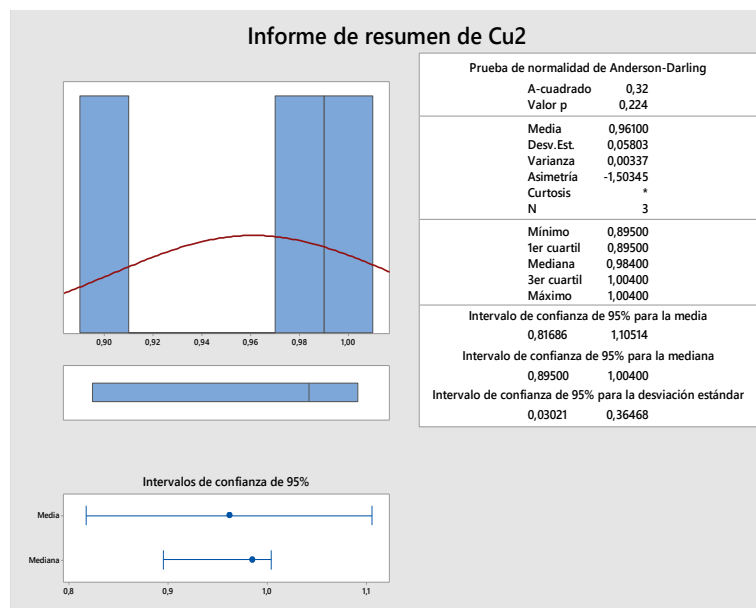 Informe de resumen de Cu2
0,90 0,92 0,94 0,96 0,98 1,00
Intervalos de confianza de 95%
Media
Mediana
0,8 0,9 1,0 1,1
Prueba de normalidad de Anderson-Darling
A-cuadrado 0,32
Valor p 0,224
Media 0,96100
Desv.Est. 0,05803
Varianza 0,00337
Asimetría -1,50345
Curtosis *
N 3
Mínimo 0,89500
1er cuartil 0,89500
Mediana 0,98400
3er cuartil 1,00400
Máximo 1,00400
Intervalo de confianza de 95% para la media
0,81686 1,10514
Intervalo de confianza de 95% para la mediana
0,89500 1,00400
Intervalo de confianza de 95% para la desviación estándar
0,03021 0,36468